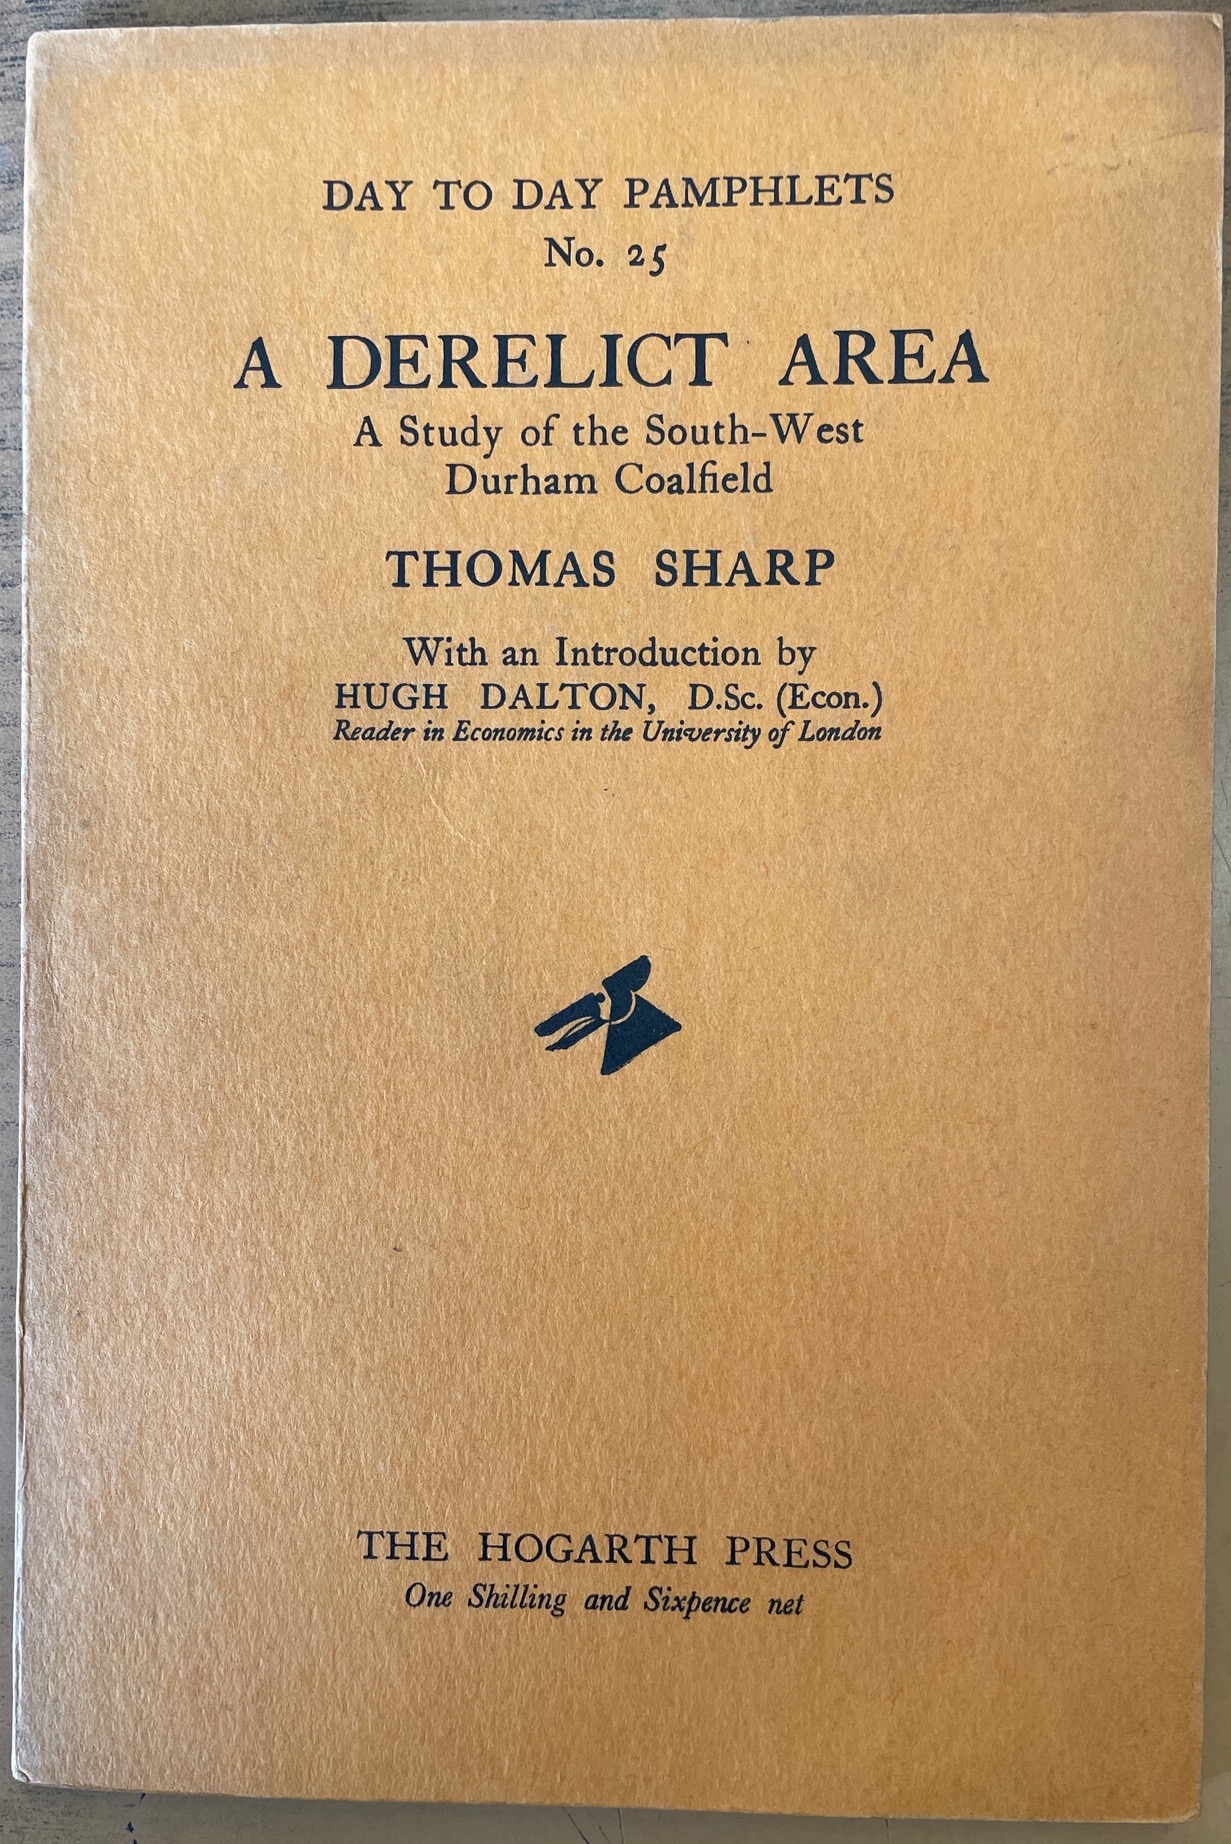 DAY TO DAY PAMPHLETS
No. 25
A DERELICT AREA
A Study of the South-West
Durham Coalfield
THOMAS SHARP
With an Introduction by
HUGH DALTON, D.Sc. (Econ.)
Reader in Economics in the University of London
THE HOGARTH PRESS
One Shilling and Sixpence net